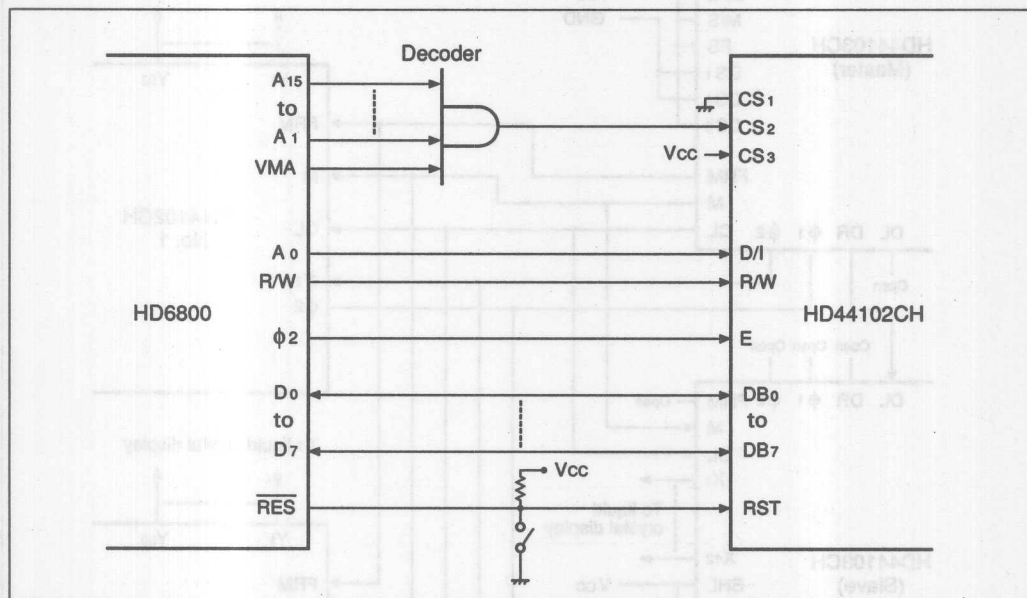 Decoder
A15
to
A1
VMA
CS1
CS2
Vcc
CS3
A0
D/I
R/W
R/W
HD6800
HD44102CH
ϕ2
E
D0
DB0
to
to
D7
DB7
Vcc
RES
RST